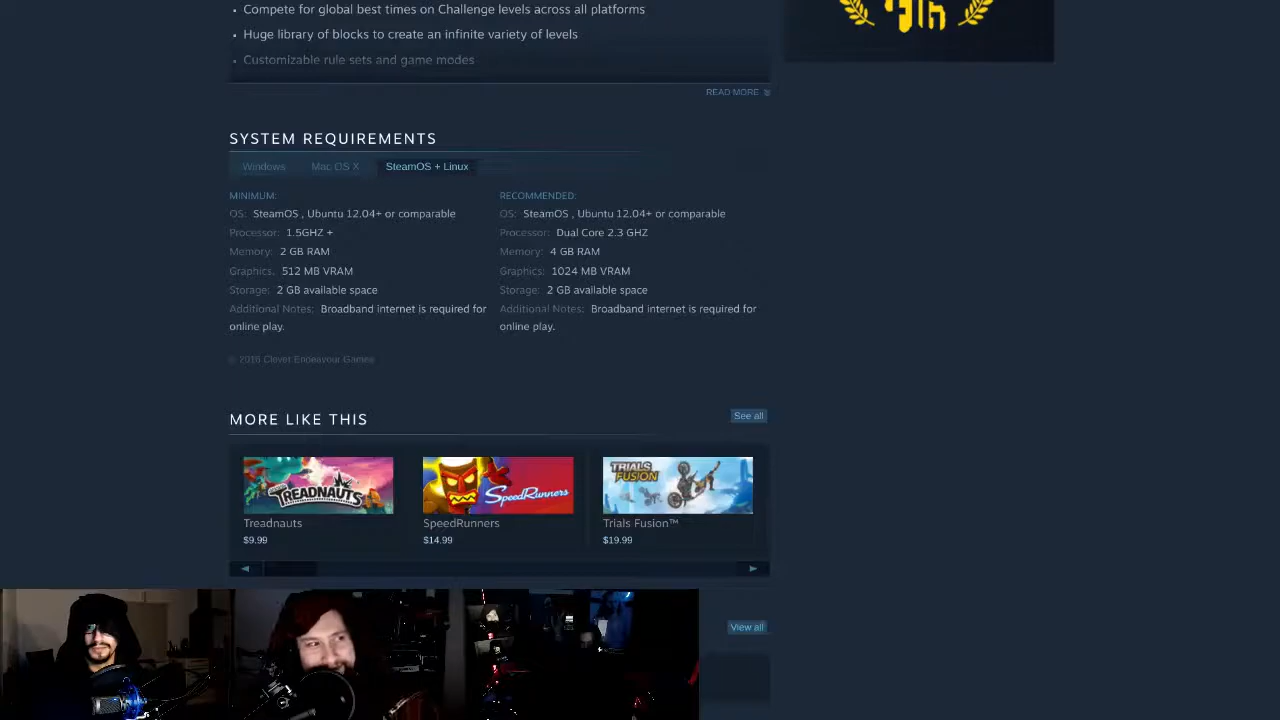 Compete for global best times on Challenge levels across all platforms
Huge library of blocks to create an infinite variety of levels
Customizable rule sets and game modes
READ MORE
SYSTEM REQUIREMENTS
Windows Mac OS X SteamOS + Linux
MINIMUM:
OS: SteamOS , Ubuntu 12.04+ or comparable
Processor: 1.5GHZ +
Memory: 2 GB RAM
Graphics: 512 MB VRAM
Storage: 2 GB available space
Additional Notes: Broadband internet is required for
online play.
RECOMMENDED:
OS: SteamOS , Ubuntu 12.04+ or comparable
Processor: Dual Core 2.3 GHZ
Memory: 4 GB RAM
Graphics: 1024 MB VRAM
Storage: 2 GB available space
Additional Notes: Broadband internet is required for
online play.
© 2016 Clever Endeavour Games
MORE LIKE THIS
See all
TREADNAUTS
SPEEDRUNNERS
TRIALS
FUSION
Treadnauts
$9.99
SpeedRunners
$14.99
Trials Fusion™
$19.99
View all